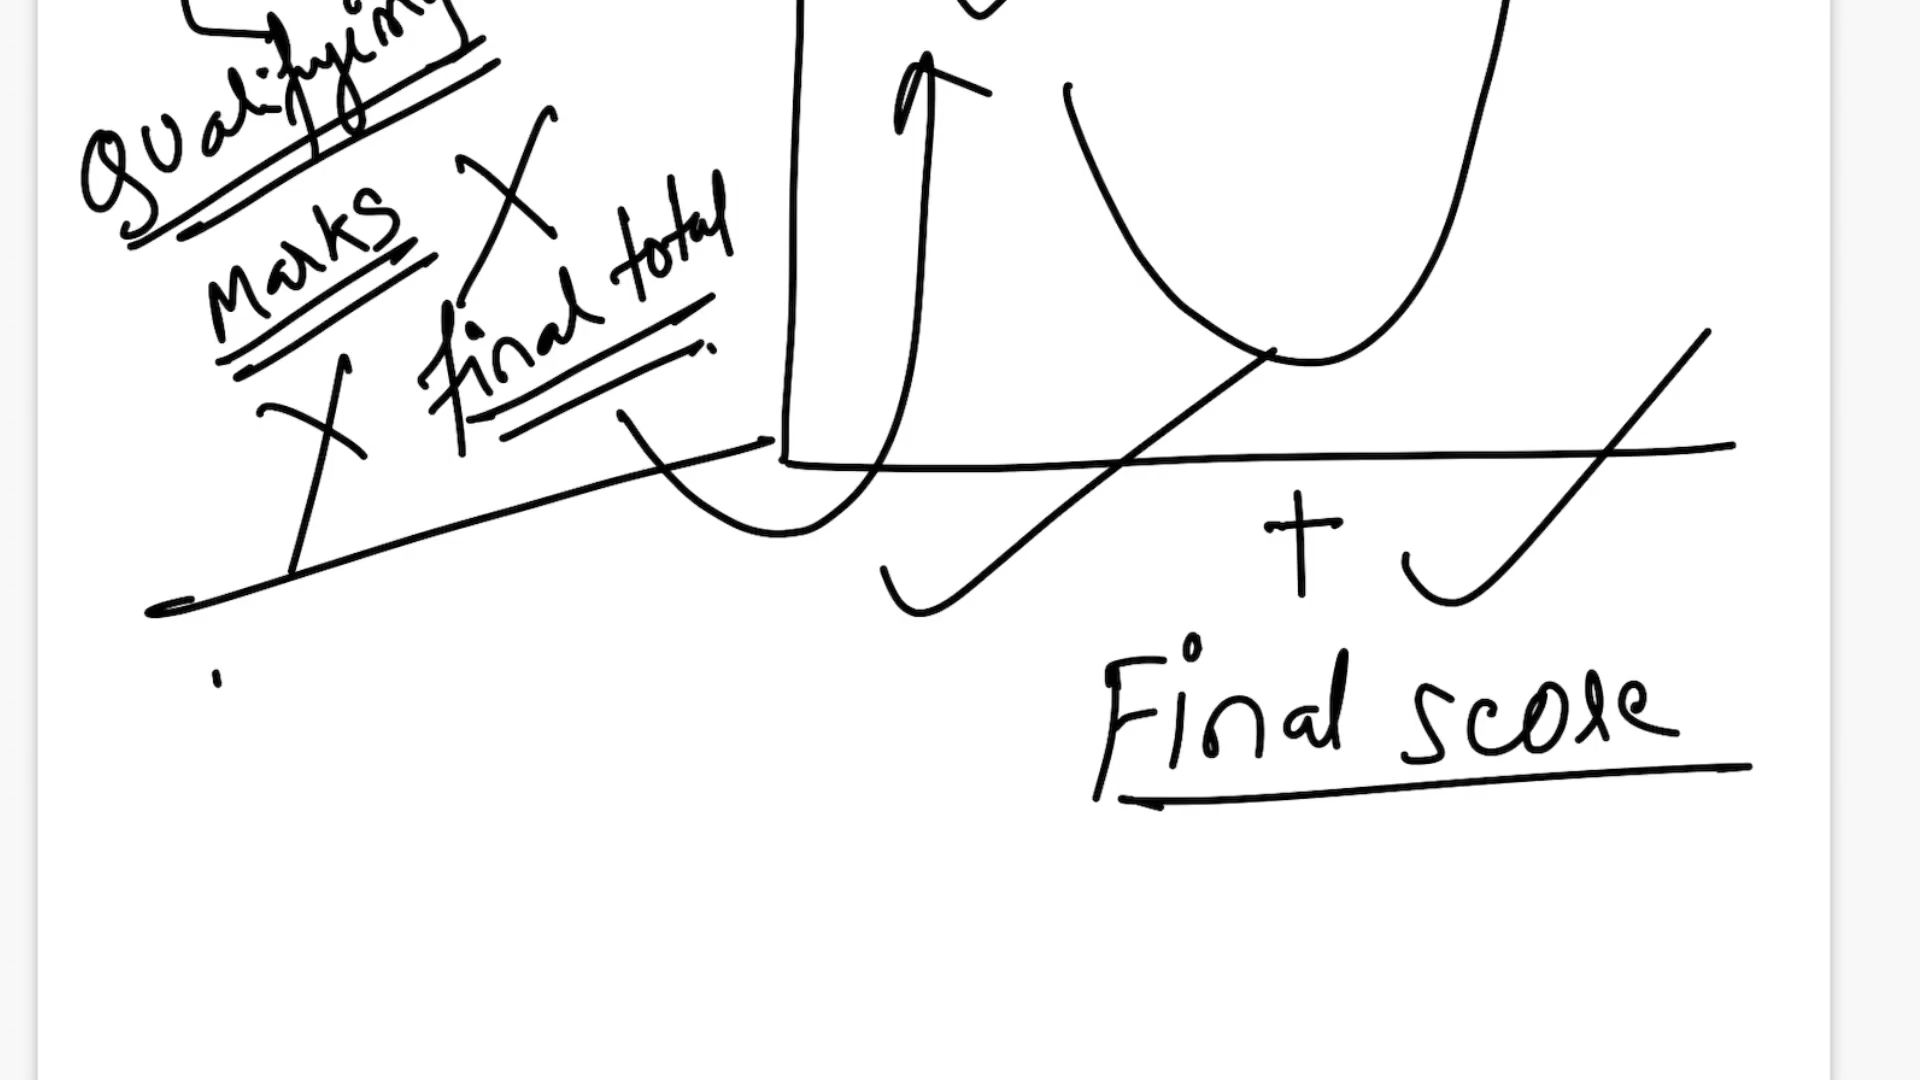 Qualifying
Marks
X
final total
X
+
Final score